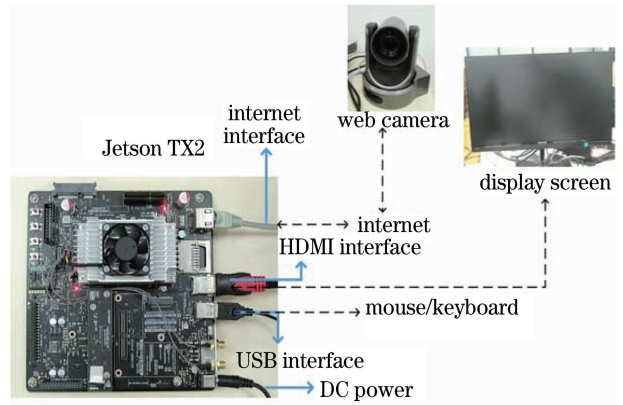 web camera
internet
interface
Jetson TX2
display screen
internet
HDMI interface
mouse/keyboard
USB interface
DC power